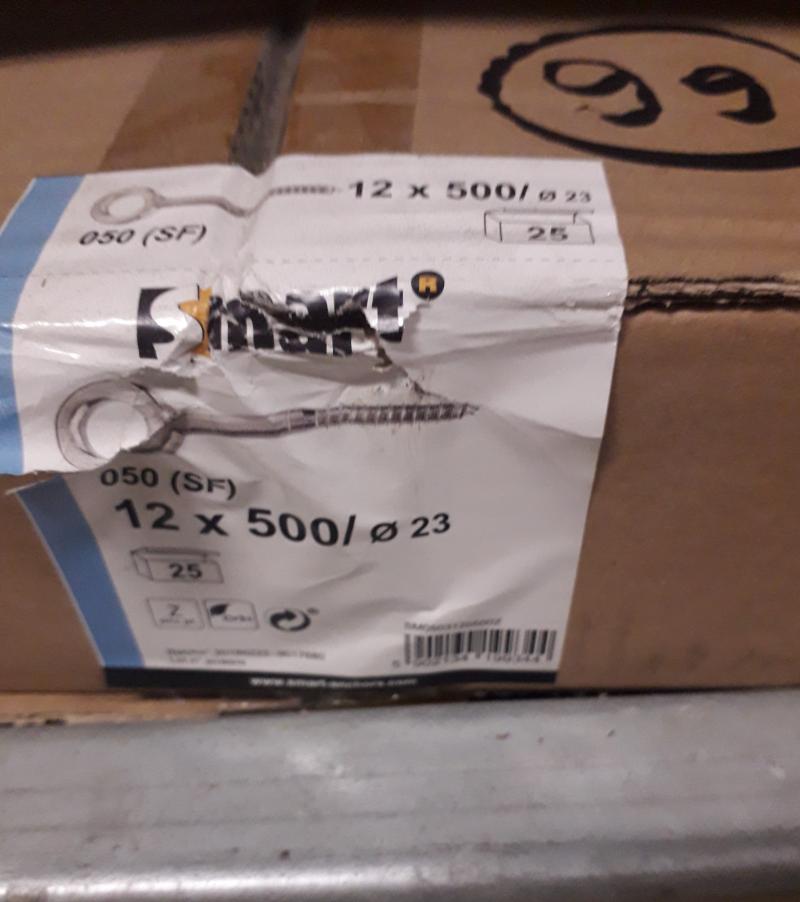 99
12 x 500/ ø 23
050 (SF)
25
smart®
050 (SF)
12 x 500/ ø 23
25
www.smart-anchors.com